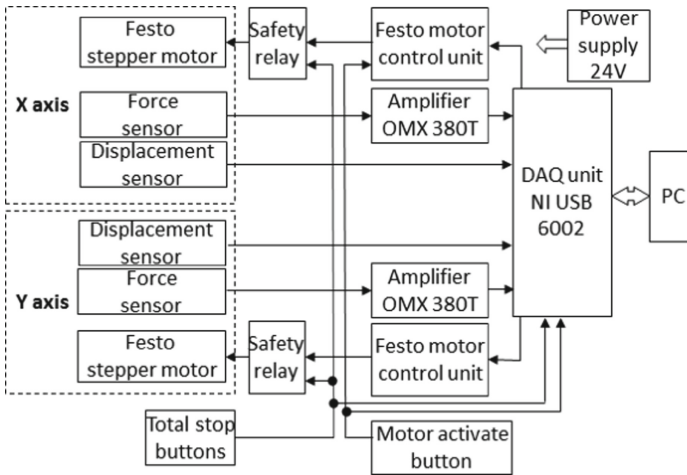 Festo
stepper motor
Safety
relay
Festo motor
control unit
Power
supply
24V
X axis
Force
sensor
Amplifier
OMX 380T
Displacement
sensor
DAQ unit
NI USB
6002
PC
Displacement
sensor
Y axis
Force
sensor
Amplifier
OMX 380T
Festo
stepper motor
Safety
relay
Festo motor
control unit
Total stop
buttons
Motor activate
button